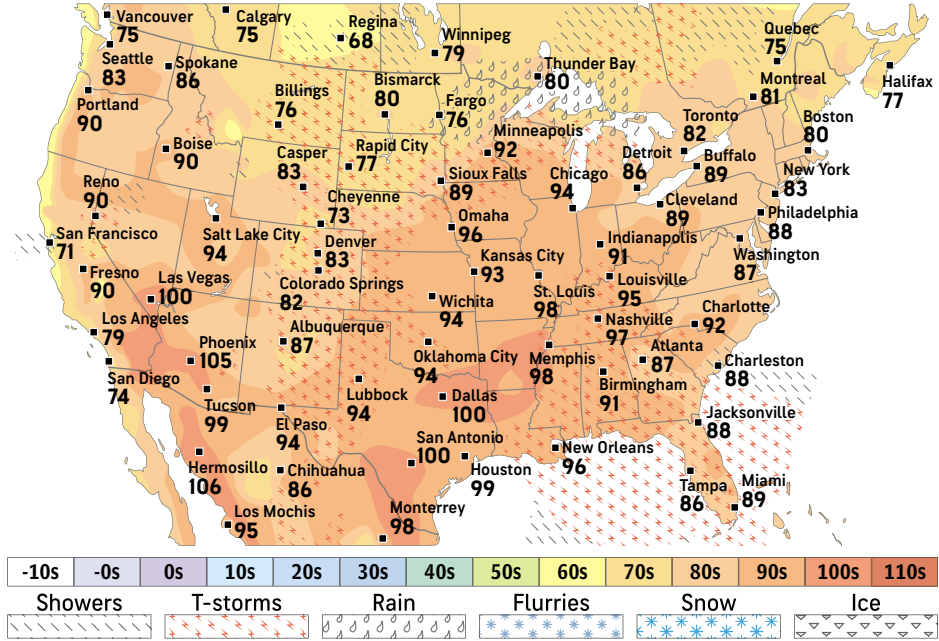 Vancouver
75
Calgary
75
Regina
68
Winnipeg
79
Quebec
75
Seattle
83
Spokane
86
Thunder Bay
80
Montreal
81
Halifax
77
Portland
90
Billings
76
Bismarck
80
Fargo
76
Toronto
82
Boston
80
Boise
90
Casper
83
Rapid City
77
Minneapolis
92
Detroit
86
Buffalo
89
Sioux Falls
89
Chicago
94
New York
83
Reno
90
Cheyenne
73
Cleveland
89
Philadelphia
88
Salt Lake City
94
Omaha
96
San Francisco
71
Denver
83
Indianapolis
91
Washington
87
Kansas City
93
Fresno
90
Las Vegas
100
Colorado Springs
82
St. Louis
98
Louisville
95
Wichita
94
Charlotte
92
Los Angeles
79
Albuquerque
87
Nashville
97
Phoenix
105
Oklahoma City
94
Memphis
98
Atlanta
87
Charleston
88
San Diego
74
Tucson
99
Lubbock
94
Dallas
100
Birmingham
91
Jacksonville
88
El Paso
94
San Antonio
100
New Orleans
96
Hermosillo
106
Chihuahua
86
Houston
99
Tampa
86
Miami
89
Los Mochis
95
Monterrey
98
-10s -0s 0s 10s 20s 30s 40s 50s 60s 70s 80s 90s 100s 110s
Showers T-storms Rain Flurries Snow Ice